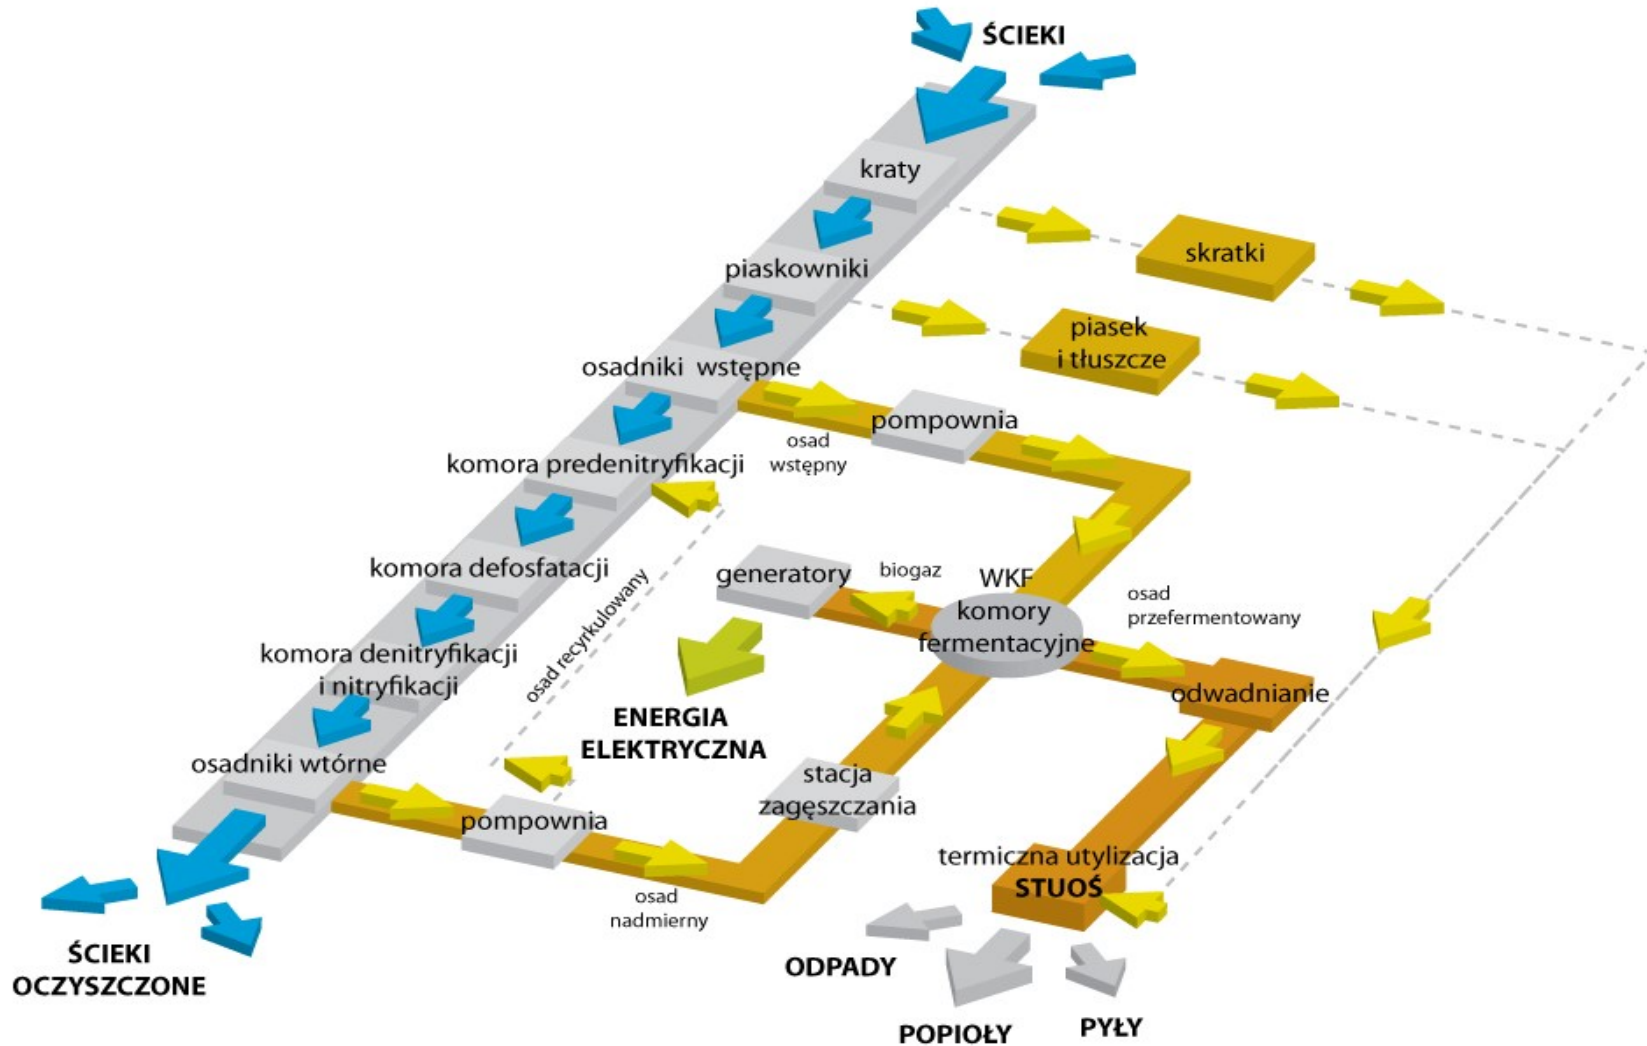 ŚCIEKI
kraty
skratki
piaskowniki
piasek
i tłuszcze
osadniki wstępne
pompownia
osad
wstępny
komora predenitryfikacji
komora defosfatacji
generatory
biogaz
WKF
komory
fermentacyjne
osad
przefermentowany
osad recyrkulowany
komora denitryfikacji
i nitryfikacji
odwadnianie
ENERGIA
ELEKTRYCZNA
osadniki wtórne
stacja
zagęszczania
pompownia
termiczna utylizacja
STUOŚ
osad
nadmierny
ŚCIEKI
OCZYSZCZONE
ODPADY
POPIOŁY
PYŁY